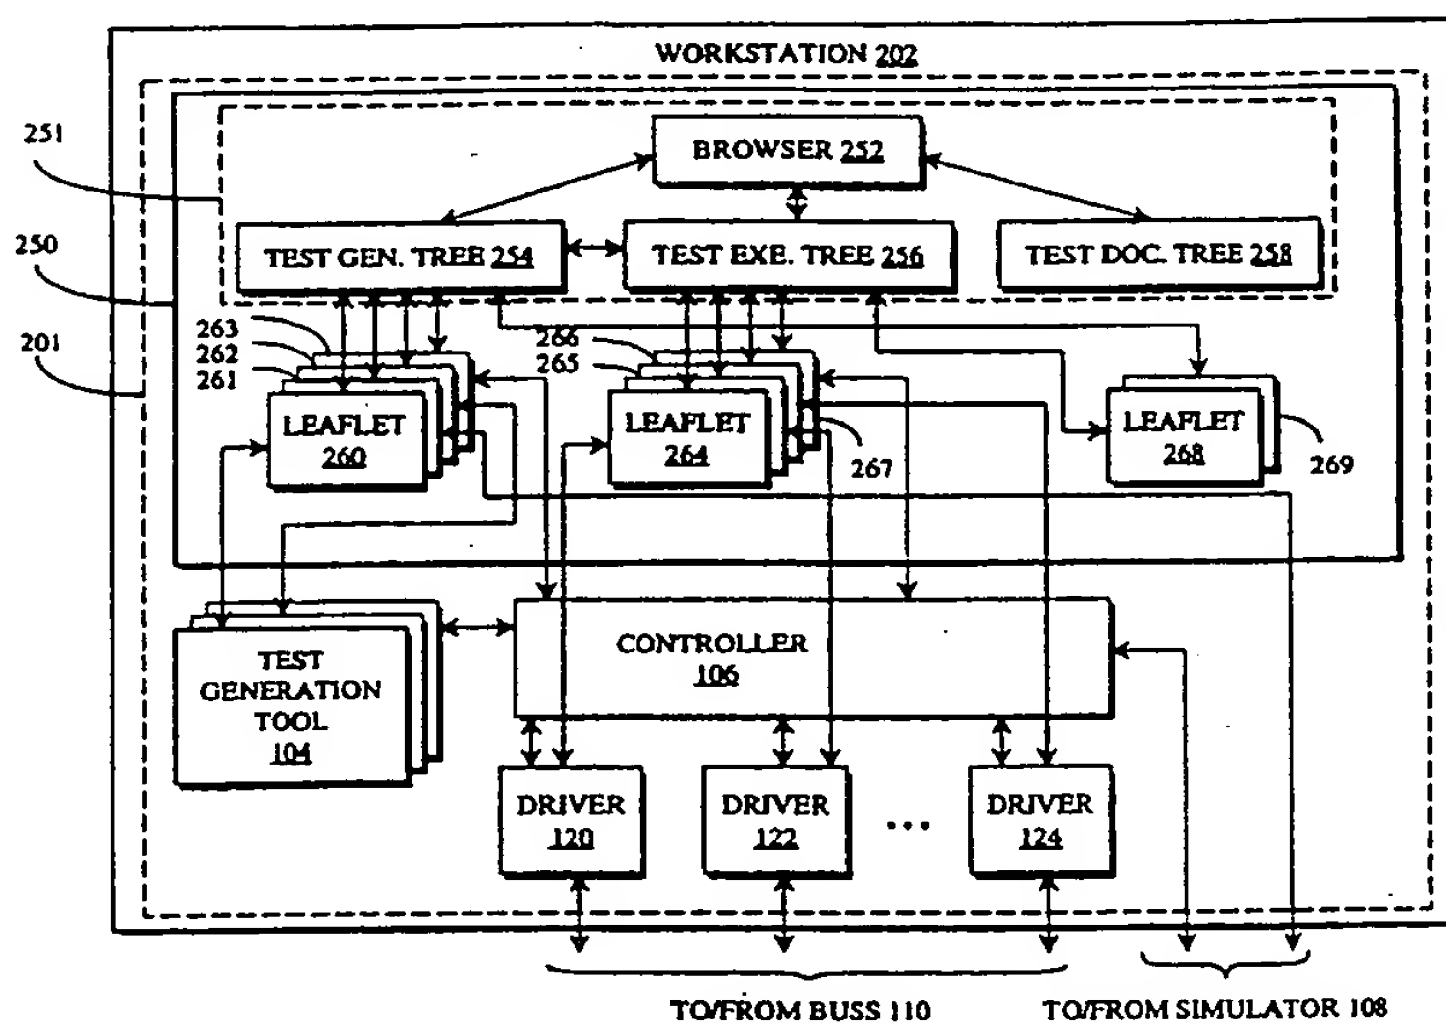 WORKSTATION 202
251
BROWSER 252
250
TEST GEN. TREE 254
TEST EXE. TREE 256
TEST DOC. TREE 258
201
263
262
261
266
265
LEAFLET
260
LEAFLET
264
267
LEAFLET
268
269
CONTROLLER
106
TEST
GENERATION
TOOL
104
DRIVER
120
DRIVER
122
...
DRIVER
124
TO/FROM BUSS 110
TO/FROM SIMULATOR 108